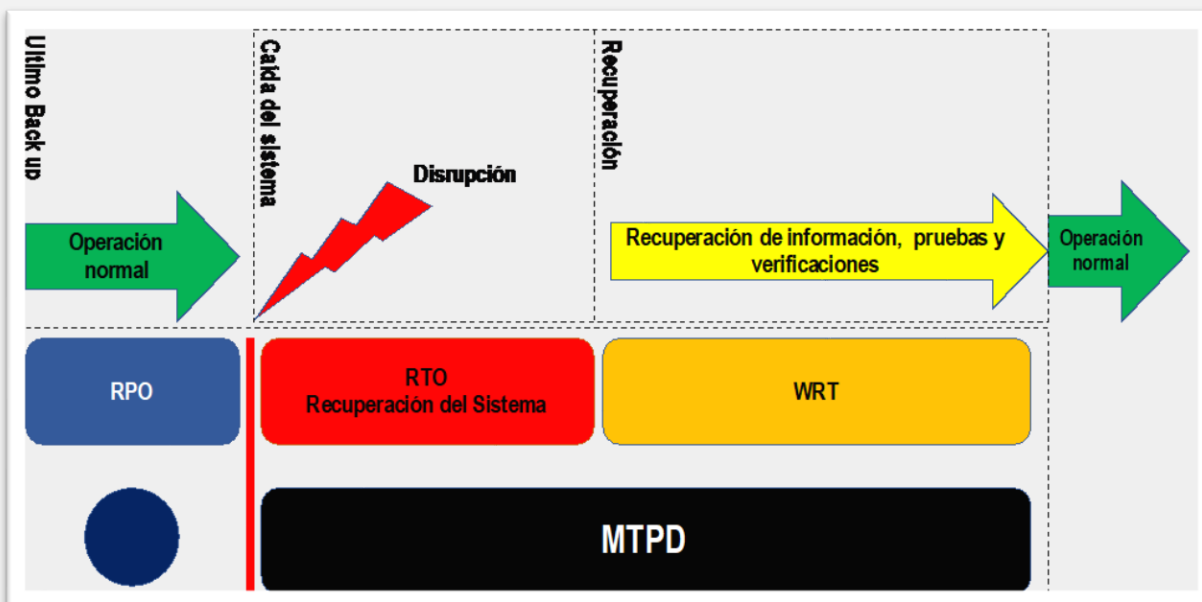 Ultimo Back up
Caida del sistema
Recuperación
Disrupción
Operación
normal
Recuperación de información, pruebas y
verificaciones
Operación
normal
RPO
RTO
Recuperación del Sistema
WRT
MTPD